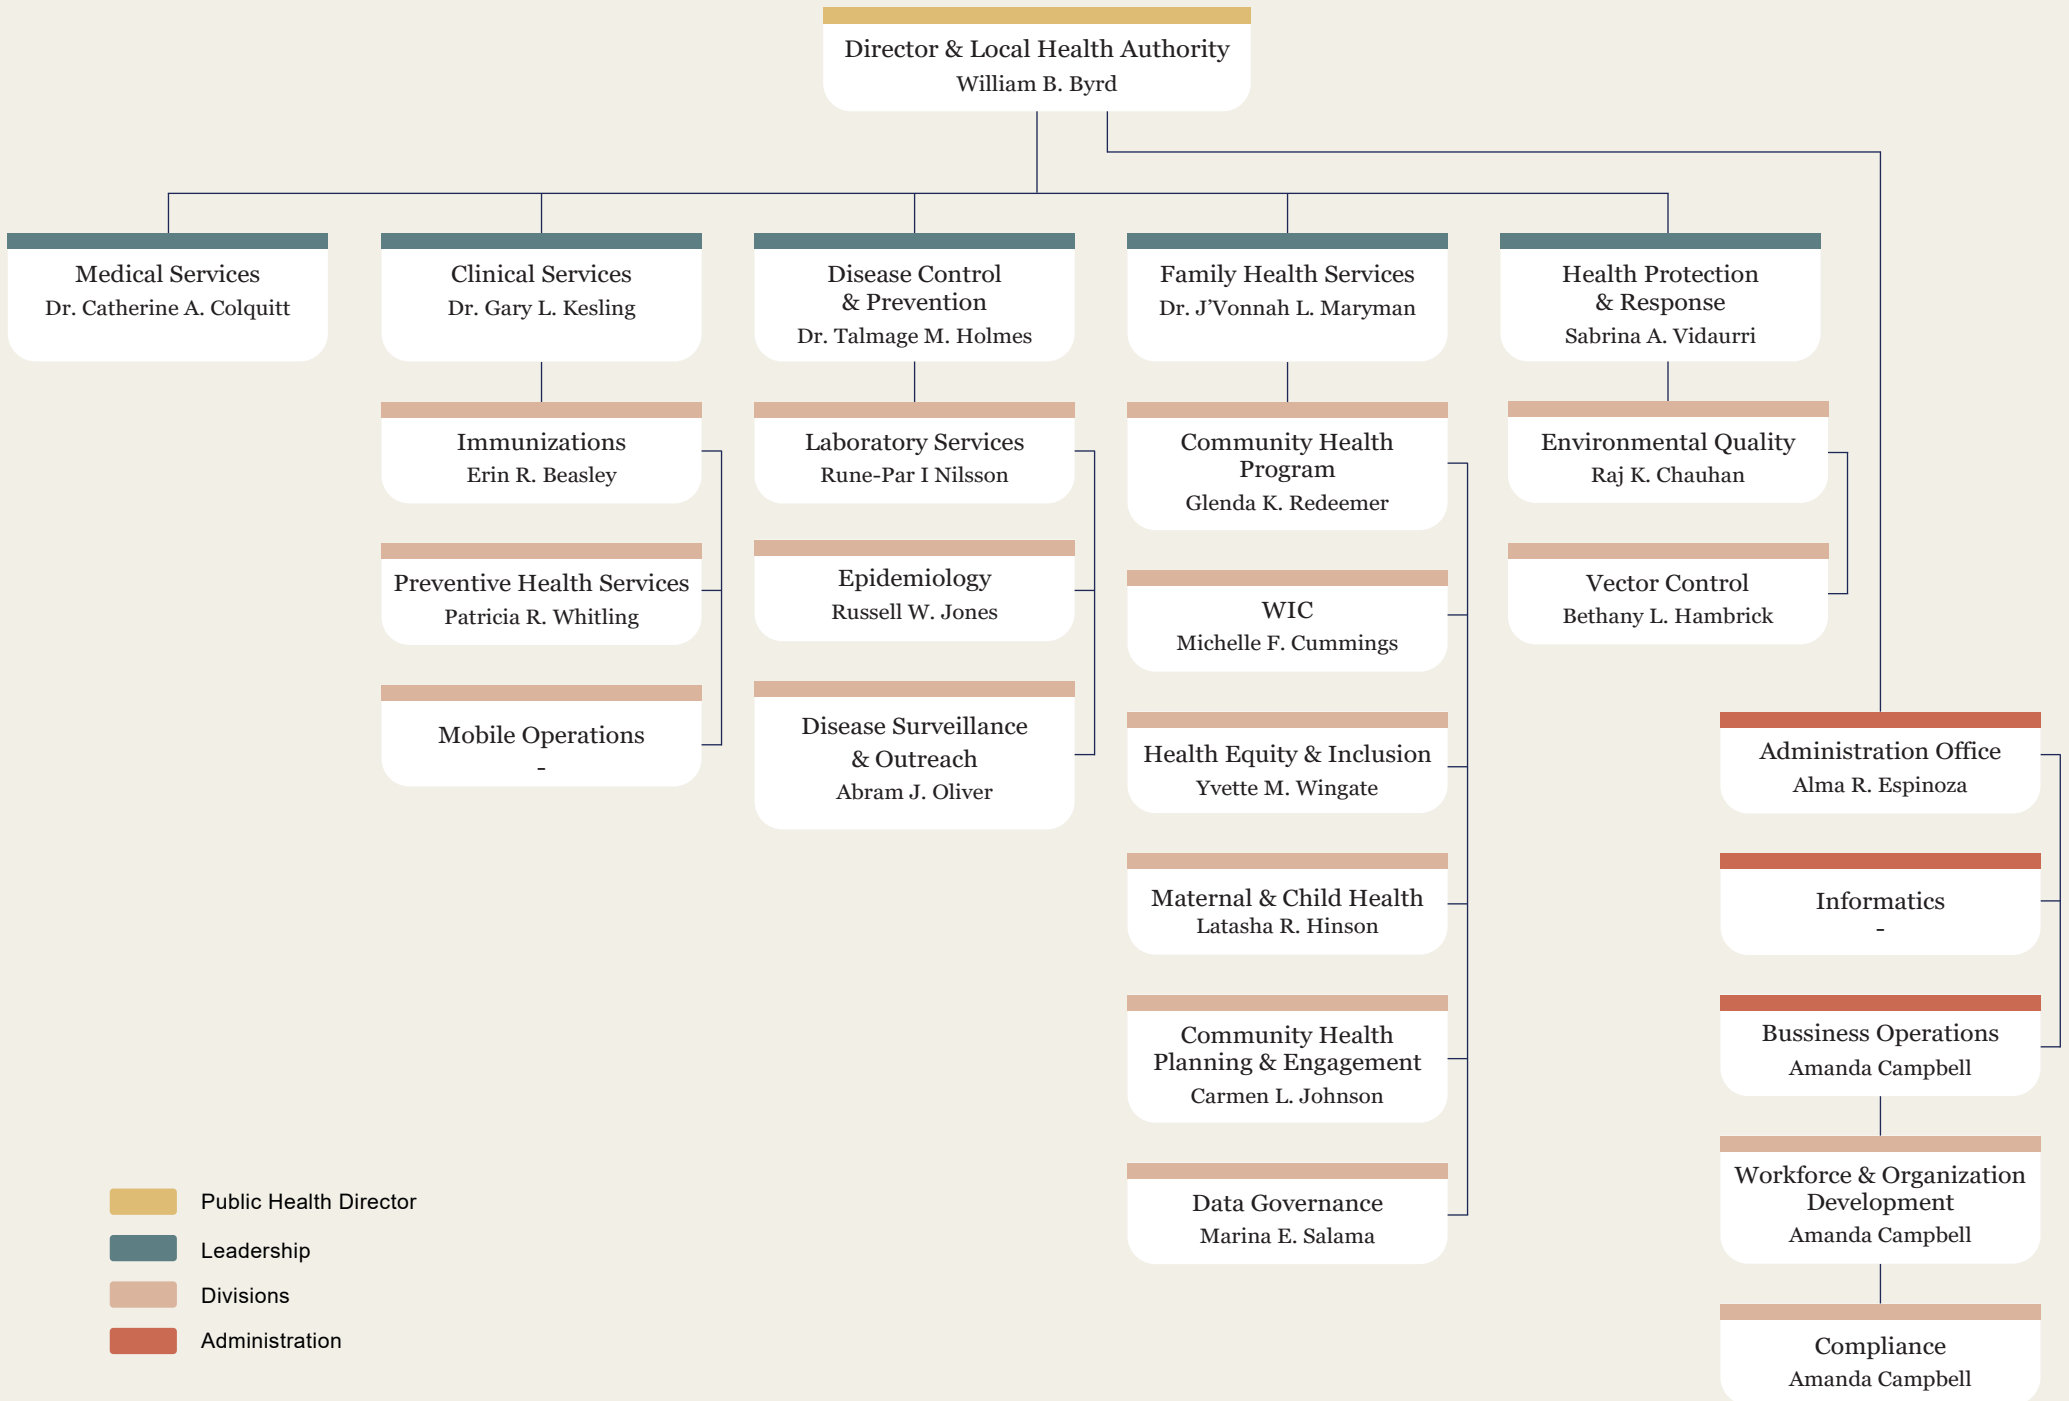 Director & Local Health Authority
William B. Byrd
Medical Services
Dr. Catherine A. Colquitt
Clinical Services
Dr. Gary L. Kesling
Disease Control
& Prevention
Dr. Talmage M. Holmes
Family Health Services
Dr. J’Vonnah L. Maryman
Health Protection
& Response
Sabrina A. Vidaurri
Immunizations
Erin R. Beasley
Preventive Health Services
Patricia R. Whitling
Mobile Operations
-
Laboratory Services
Rune-Par I Nilsson
Epidemiology
Russell W. Jones
Disease Surveillance
& Outreach
Abram J. Oliver
Community Health
Program
Glenda K. Redeemer
WIC
Michelle F. Cummings
Health Equity & Inclusion
Yvette M. Wingate
Maternal & Child Health
Latasha R. Hinson
Community Health
Planning & Engagement
Carmen L. Johnson
Data Governance
Marina E. Salama
Environmental Quality
Raj K. Chauhan
Vector Control
Bethany L. Hambrick
Administration Office
Alma R. Espinoza
Informatics
-
Bussiness Operations
Amanda Campbell
Workforce & Organization
Development
Amanda Campbell
Compliance
Amanda Campbell
Public Health Director
Leadership
Divisions
Administration